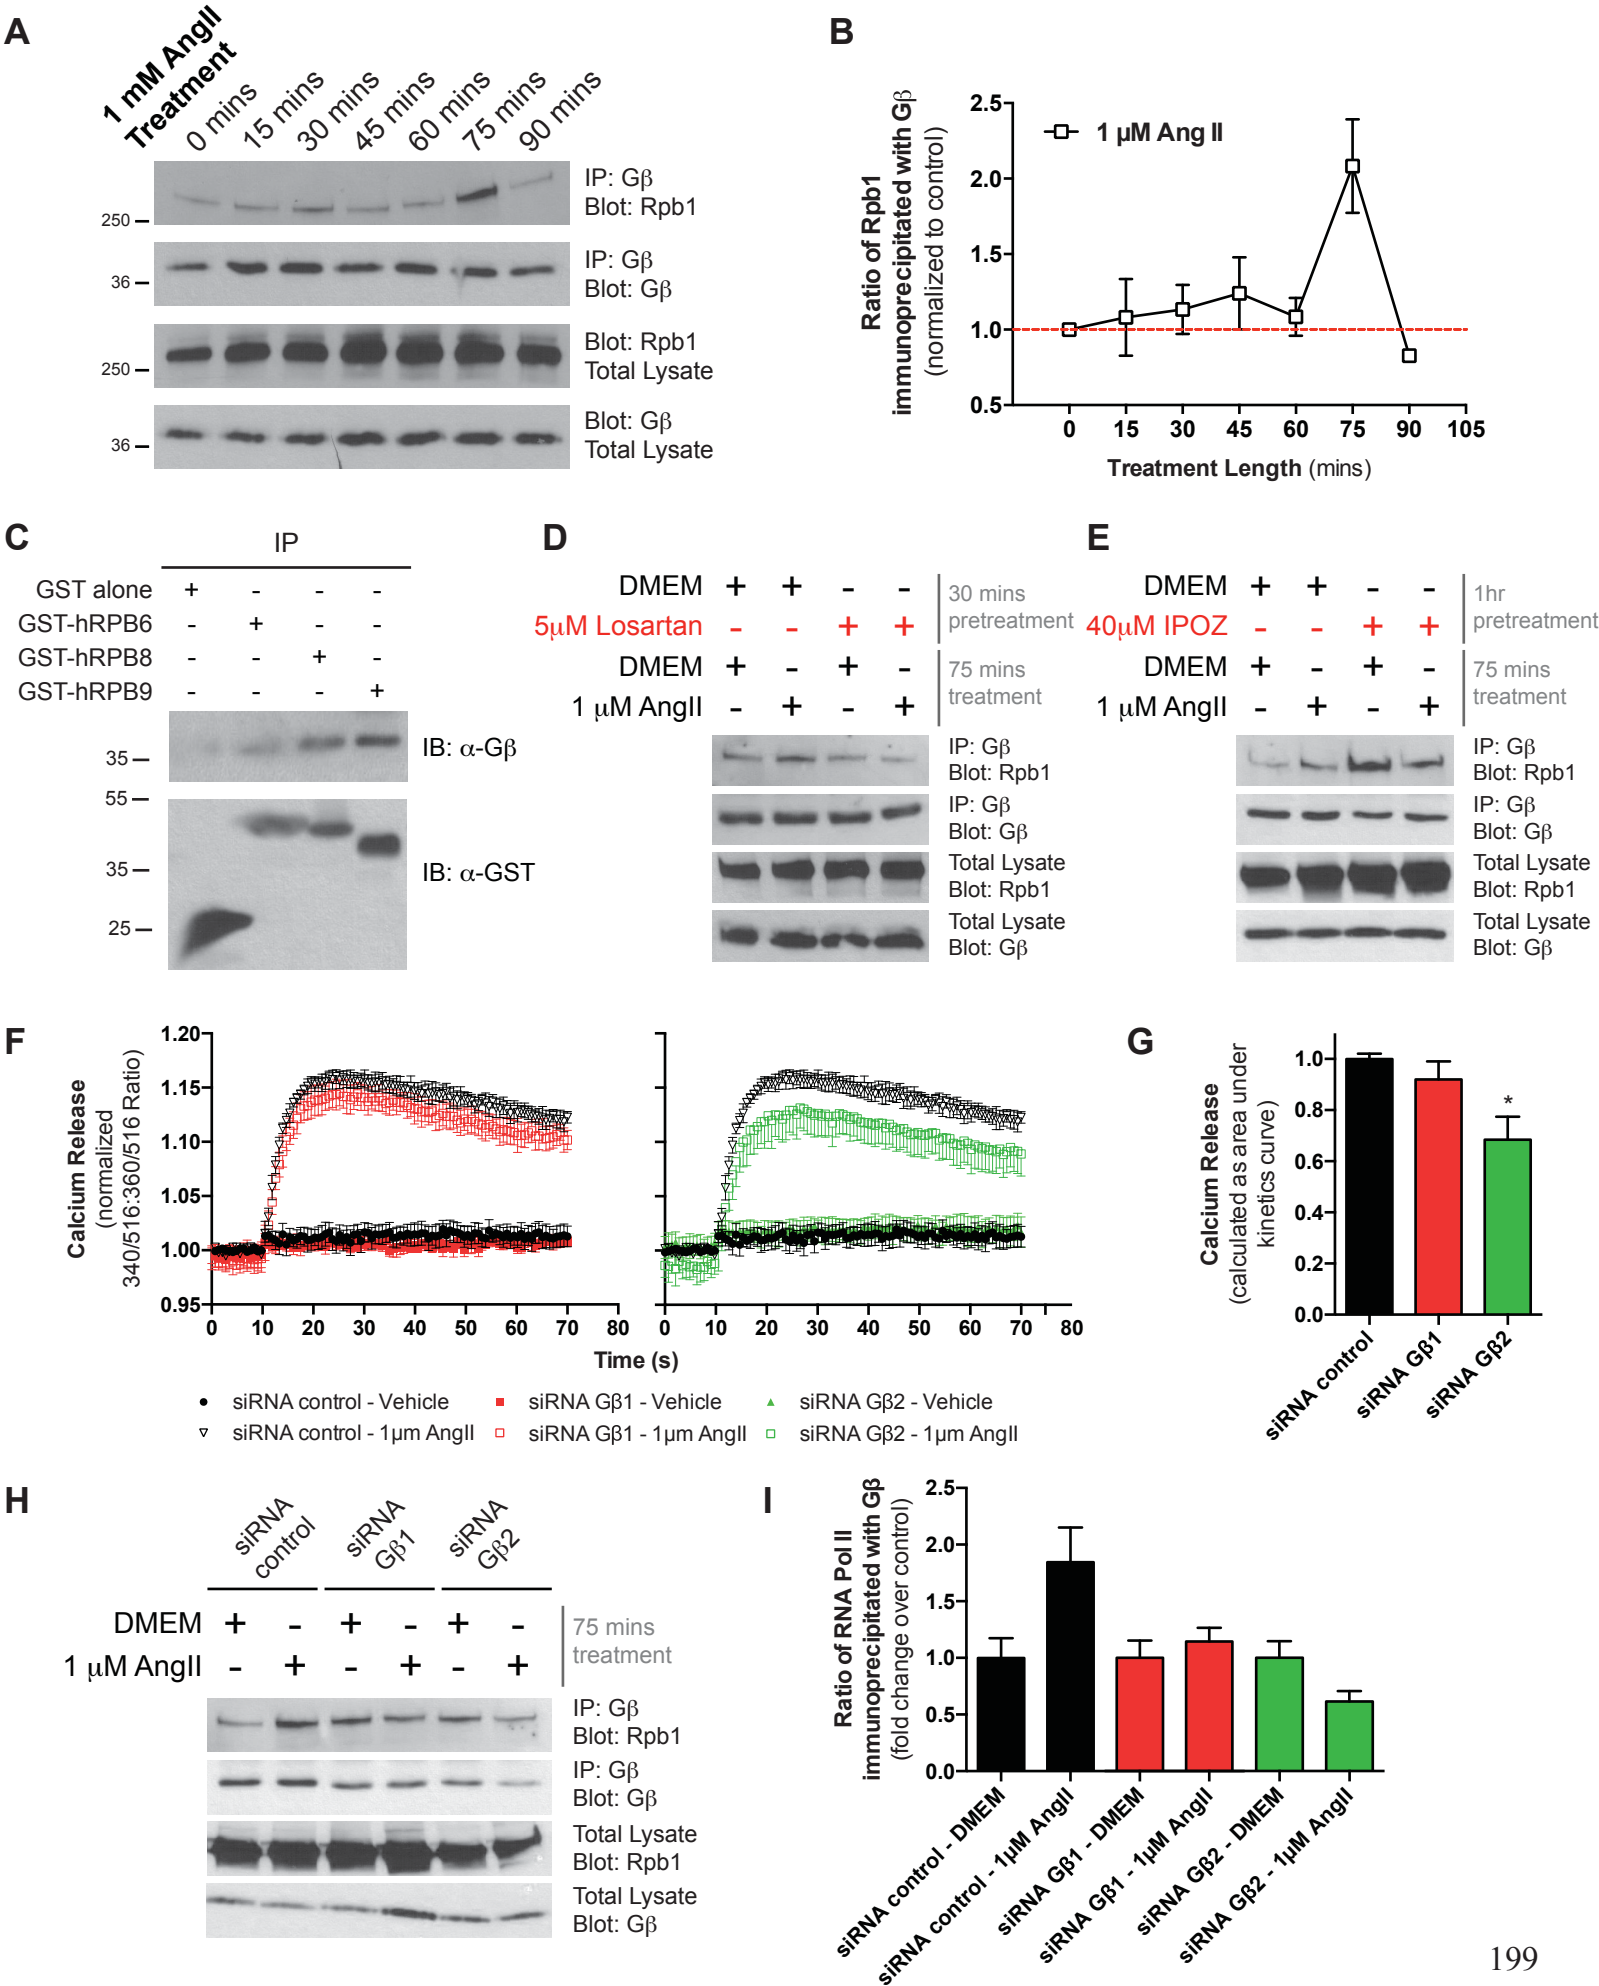 A
1 mM AngII
Treatment
0 mins
15 mins
30 mins
45 mins
60 mins
75 mins
90 mins
IP: Gβ
Blot: Rpb1
250
IP: Gβ
Blot: Gβ
36
Blot: Rpb1
Total Lysate
250
Blot: Gβ
Total Lysate
36
B
Ratio of Rpb1
immunoprecipitated with Gβ
(normalized to control)
2.5
2.0
1.5
1.0
0.5
1 µM Ang II
0 15 30 45 60 75 90 105
Treatment Length (mins)
C
IP
GST alone + - - -
GST-hRPB6 - + - -
GST-hRPB8 - - + -
GST-hRPB9 - - - +
35
IB: α-Gβ
55
35
25
IB: α-GST
D
DMEM + + - -
5µM Losartan - - + +
30 mins
pretreatment
DMEM + - + -
1 µM AngII - + - +
75 mins
treatment
IP: Gβ
Blot: Rpb1
IP: Gβ
Blot: Gβ
Total Lysate
Blot: Rpb1
Total Lysate
Blot: Gβ
E
DMEM + + - -
40µM IPOZ - - + +
1hr
pretreatment
DMEM + - + -
1 µM AngII - + - +
75 mins
treatment
IP: Gβ
Blot: Rpb1
IP: Gβ
Blot: Gβ
Total Lysate
Blot: Rpb1
Total Lysate
Blot: Gβ
F
Calcium Release
(normalized
340/516:360/516 Ratio)
1.20
1.15
1.10
1.05
1.00
0.95
0 10 20 30 40 50 60 70 80
0 10 20 30 40 50 60 70 80
Time (s)
siRNA control - Vehicle
siRNA Gβ1 - Vehicle
siRNA Gβ2 - Vehicle
siRNA control - 1µm AngII
siRNA Gβ1 - 1µm AngII
siRNA Gβ2 - 1µm AngII
G
Calcium Release
(calculated as area under
kinetics curve)
1.0
0.8
0.6
0.4
0.2
0.0
*
siRNA control
siRNA Gβ1
siRNA Gβ2
H
siRNA
control
siRNA
Gβ1
siRNA
Gβ2
DMEM + - + - + -
1 µM AngII - + - + - +
75 mins
treatment
IP: Gβ
Blot: Rpb1
IP: Gβ
Blot: Gβ
Total Lysate
Blot: Rpb1
Total Lysate
Blot: Gβ
I
Ratio of RNA Pol II
immunoprecipitated with Gβ
(fold change over control)
2.5
2.0
1.5
1.0
0.5
0.0
siRNA control - DMEM
siRNA control - 1µM AngII
siRNA Gβ1 - DMEM
siRNA Gβ1 - 1µM AngII
siRNA Gβ2 - DMEM
siRNA Gβ2 - 1µM AngII
199